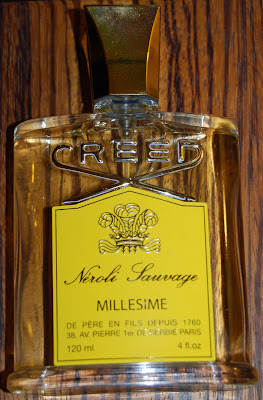 CREED
Néroli Sauvage
MILLESIME
DE PÈRE EN FILS DEPUIS 1760
38, AV. PIERRE 1er DE SERBIE PARIS
120 ml 4 fl.oz